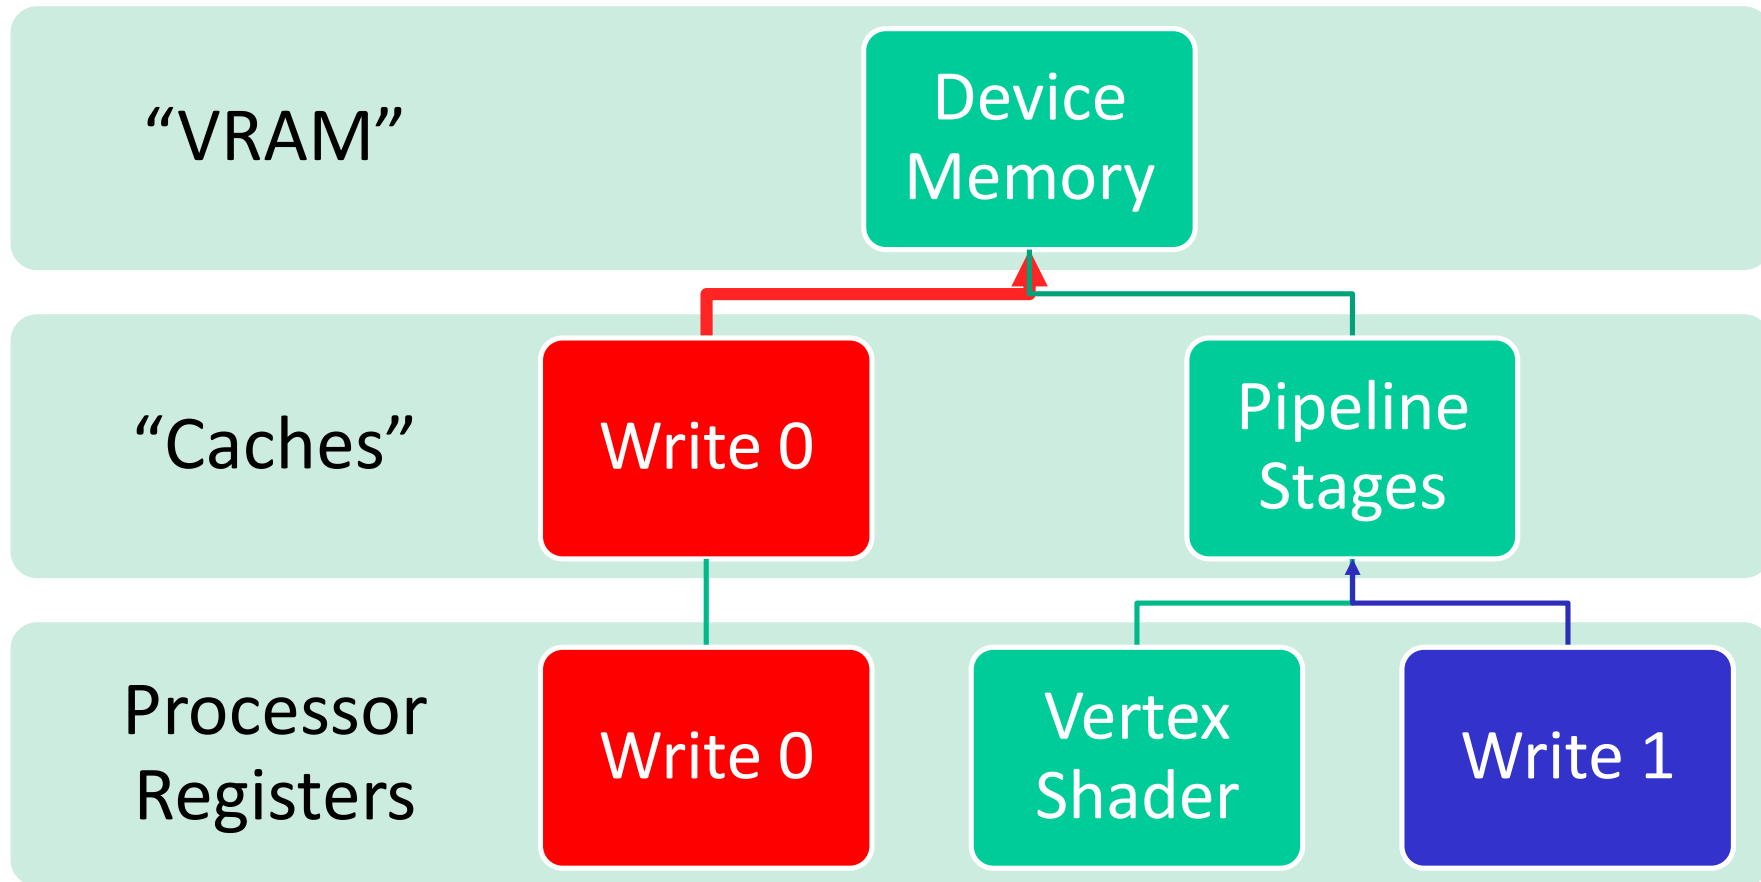 “VRAM”
Device
Memory
“Caches”
Write 0
Pipeline
Stages
Processor
Registers
Write 0
Vertex
Shader
Write 1